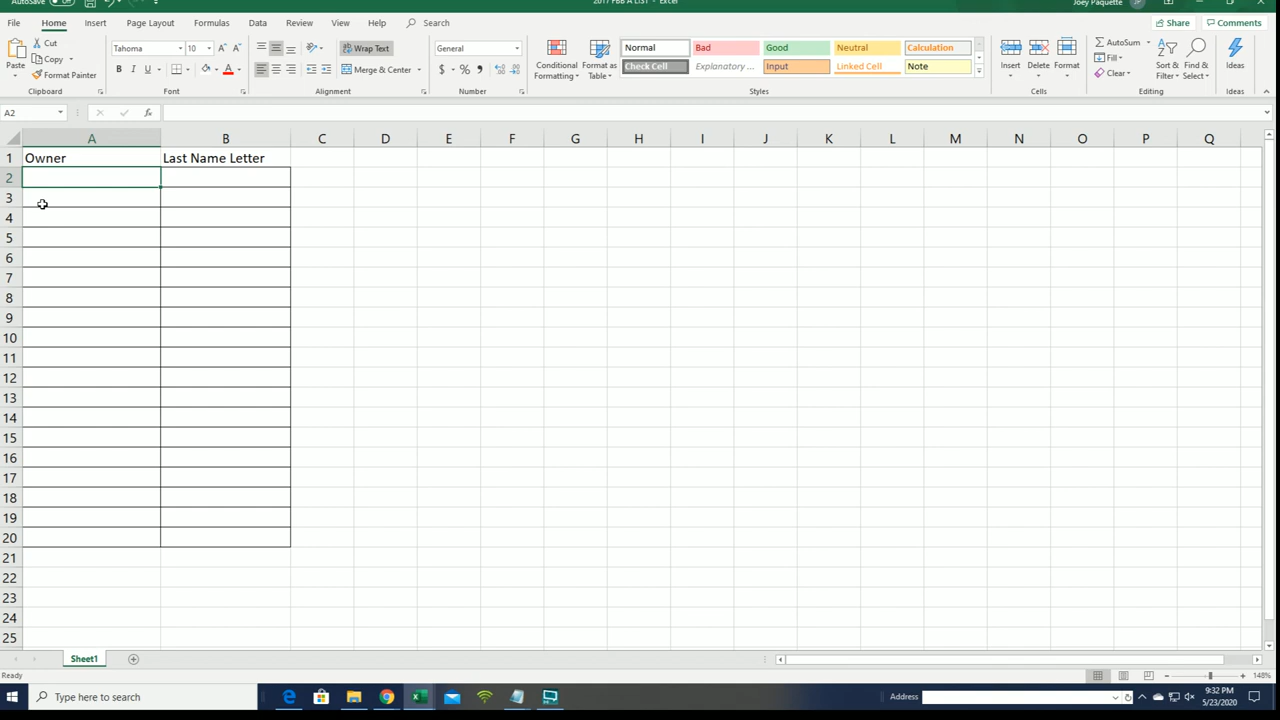 AutoSave Off 2017 FBB A LIST - Excel Joey Paquette JP
File Home Insert Page Layout Formulas Data Review View Help Search Share Comments
Paste Cut Copy Format Painter Clipboard
Tahoma 10 A A B I U A Font
Wrap Text Merge & Center Alignment
General $ % , Number
Conditional Formatting Format as Table
Normal Bad Good Neutral Calculation
Check Cell Explanatory ... Input Linked Cell Note
Styles
Insert Delete Format Cells
AutoSum Fill Clear Sort & Filter Find & Select Editing
Ideas Ideas
A2 fx
A B C D E F G H I J K L M N O P Q
1 Owner Last Name Letter
2
3
4
5
6
7
8
9
10
11
12
13
14
15
16
17
18
19
20
21
22
23
24
25
Sheet1
Ready 148%
Type here to search Address 9:32 PM
5/23/2020